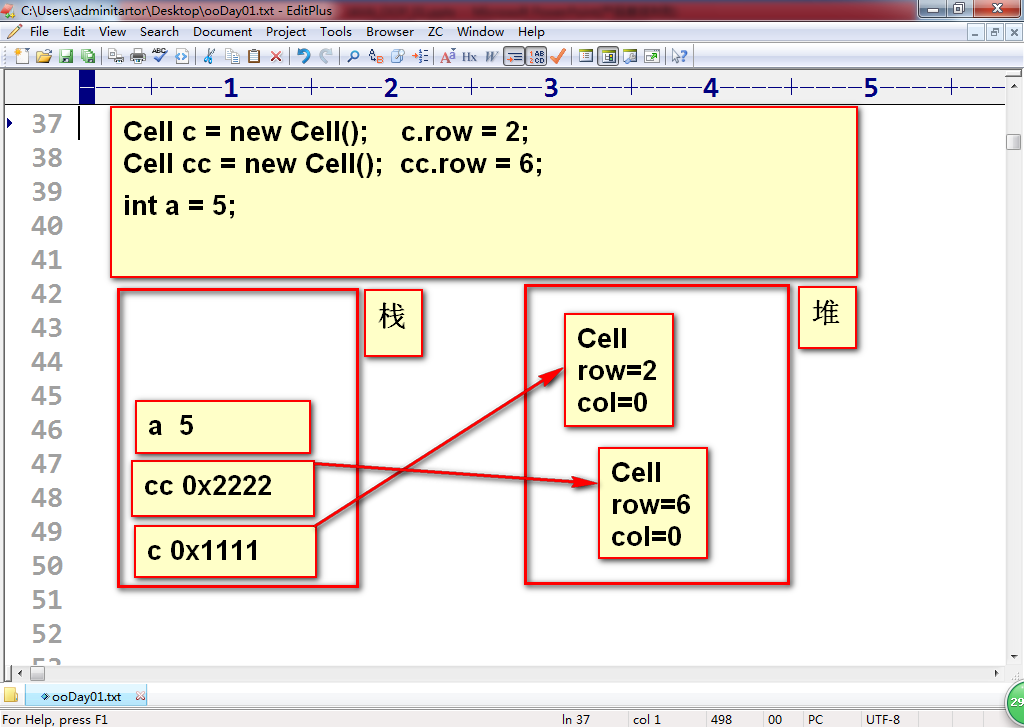 C:\Users\adminitartor\Desktop\ooDay01.txt - EditPlus
File Edit View Search Document Project Tools Browser ZC Window Help
1 2 3 4 5
37
38
39
40
41
42
43
44
45
46
47
48
49
50
51
52
53
Cell c = new Cell(); c.row = 2;
Cell cc = new Cell(); cc.row = 6;
int a = 5;
栈
堆
a 5
cc 0x2222
c 0x1111
Cell
row=2
col=0
Cell
row=6
col=0
ooDay01.txt
For Help, press F1 ln 37 col 1 498 00 PC UTF-8
29